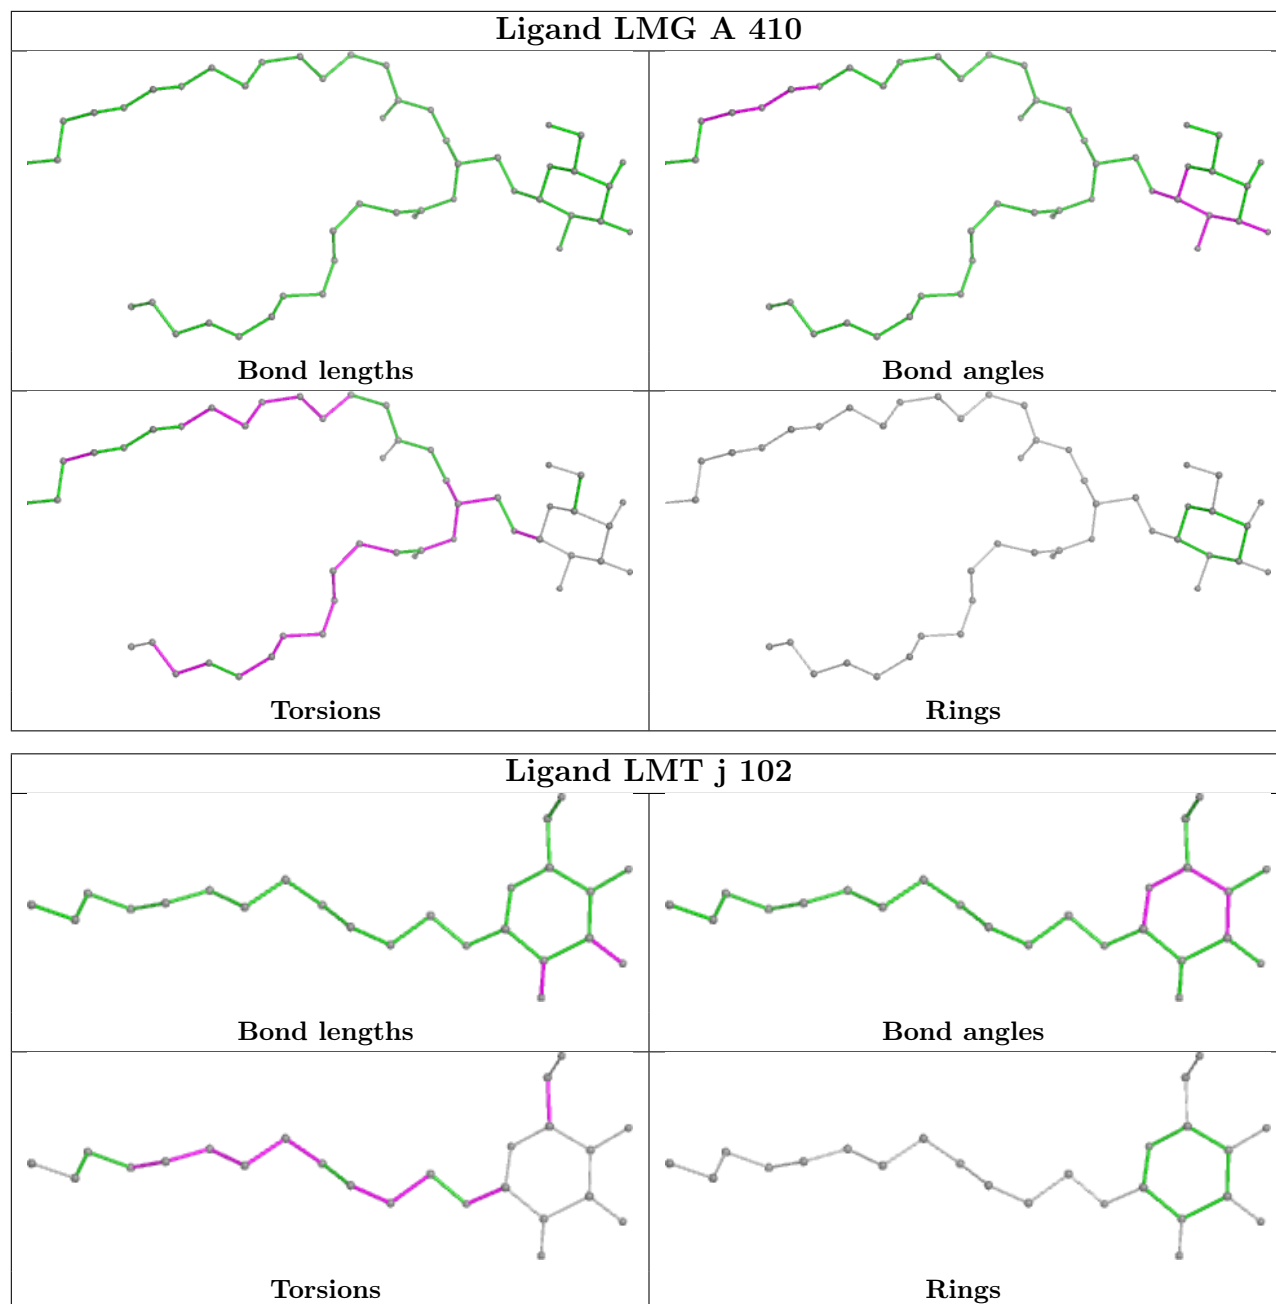 Ligand LMG A 410
Bond lengths
Bond angles
Torsions
Rings
Ligand LMT j 102
Bond lengths
Bond angles
Torsions
Rings